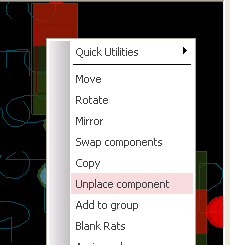 Quick Utilities
Move
Rotate
Mirror
Swap components
Copy
Unplace component
Add to group
Blank Rats